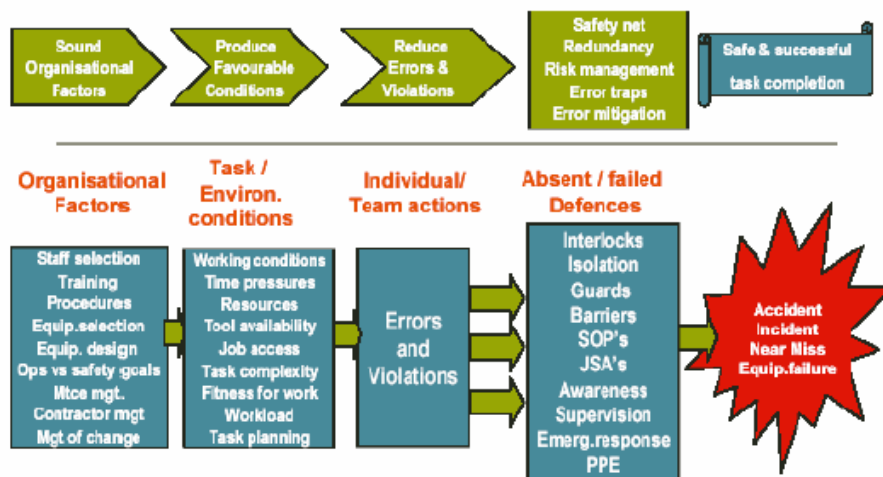 Sound
Organisational
Factors
Produce
Favourable
Conditions
Reduce
Errors &
Violations
Safety net
Redundancy
Risk management
Error traps
Error mitigation
Safe & successful
task completion
Organisational
Factors
Task /
Environ.
conditions
Individual/
Team actions
Absent / failed
Defences
Staff selection
Training
Procedures
Equip.selection
Equip. design
Ops vs safety goals
Mtce mgt.
Contractor mgt
Mgt of change
Working conditions
Time pressures
Resources
Tool availability
Job access
Task complexity
Fitness for work
Workload
Task planning
Errors
and
Violations
Interlocks
Isolation
Guards
Barriers
SOP's
JSA's
Awareness
Supervision
Emerg.response
PPE
Accident
Incident
Near Miss
Equip.failure